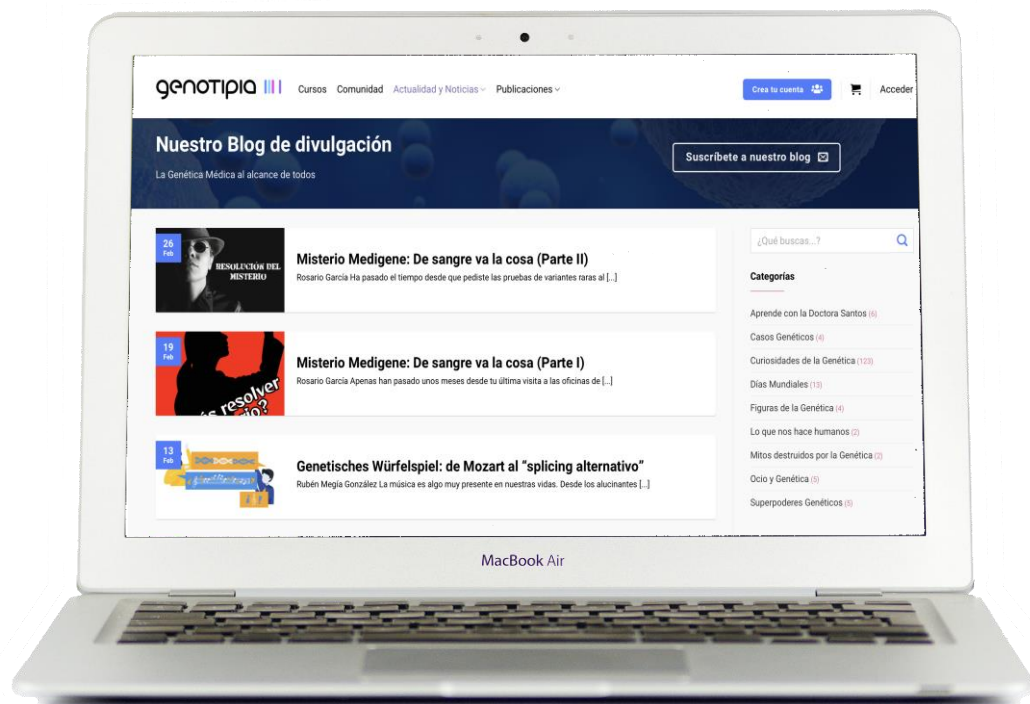 genotipia
Cursos Comunidad Actualidad y Noticias Publicaciones
Crea tu cuenta
Acceder
Nuestro Blog de divulgación
La Genética Médica al alcance de todos
Suscríbete a nuestro blog
26
Feb
RESOLUCIÓN DEL
MISTERIO
Misterio Medigene: De sangre va la cosa (Parte II)
Rosario García Ha pasado el tiempo desde que pediste las pruebas de variantes raras al [...]
19
Feb
resolver
Misterio Medigene: De sangre va la cosa (Parte I)
Rosario García Apenas han pasado unos meses desde tu última visita a las oficinas de [...]
13
Feb
Genetisches Würfelspiel: de Mozart al “splicing alternativo”
Rubén Megía González La música es algo muy presente en nuestras vidas. Desde los alucinantes [...]
¿Qué buscas...?
Categorías
Aprende con la Doctora Santos (6)
Casos Genéticos (4)
Curiosidades de la Genética (123)
Días Mundiales (13)
Figuras de la Genética (4)
Lo que nos hace humanos (2)
Mitos destruidos por la Genética (2)
Ocio y Genética (5)
Superpoderes Genéticos (5)
MacBook Air